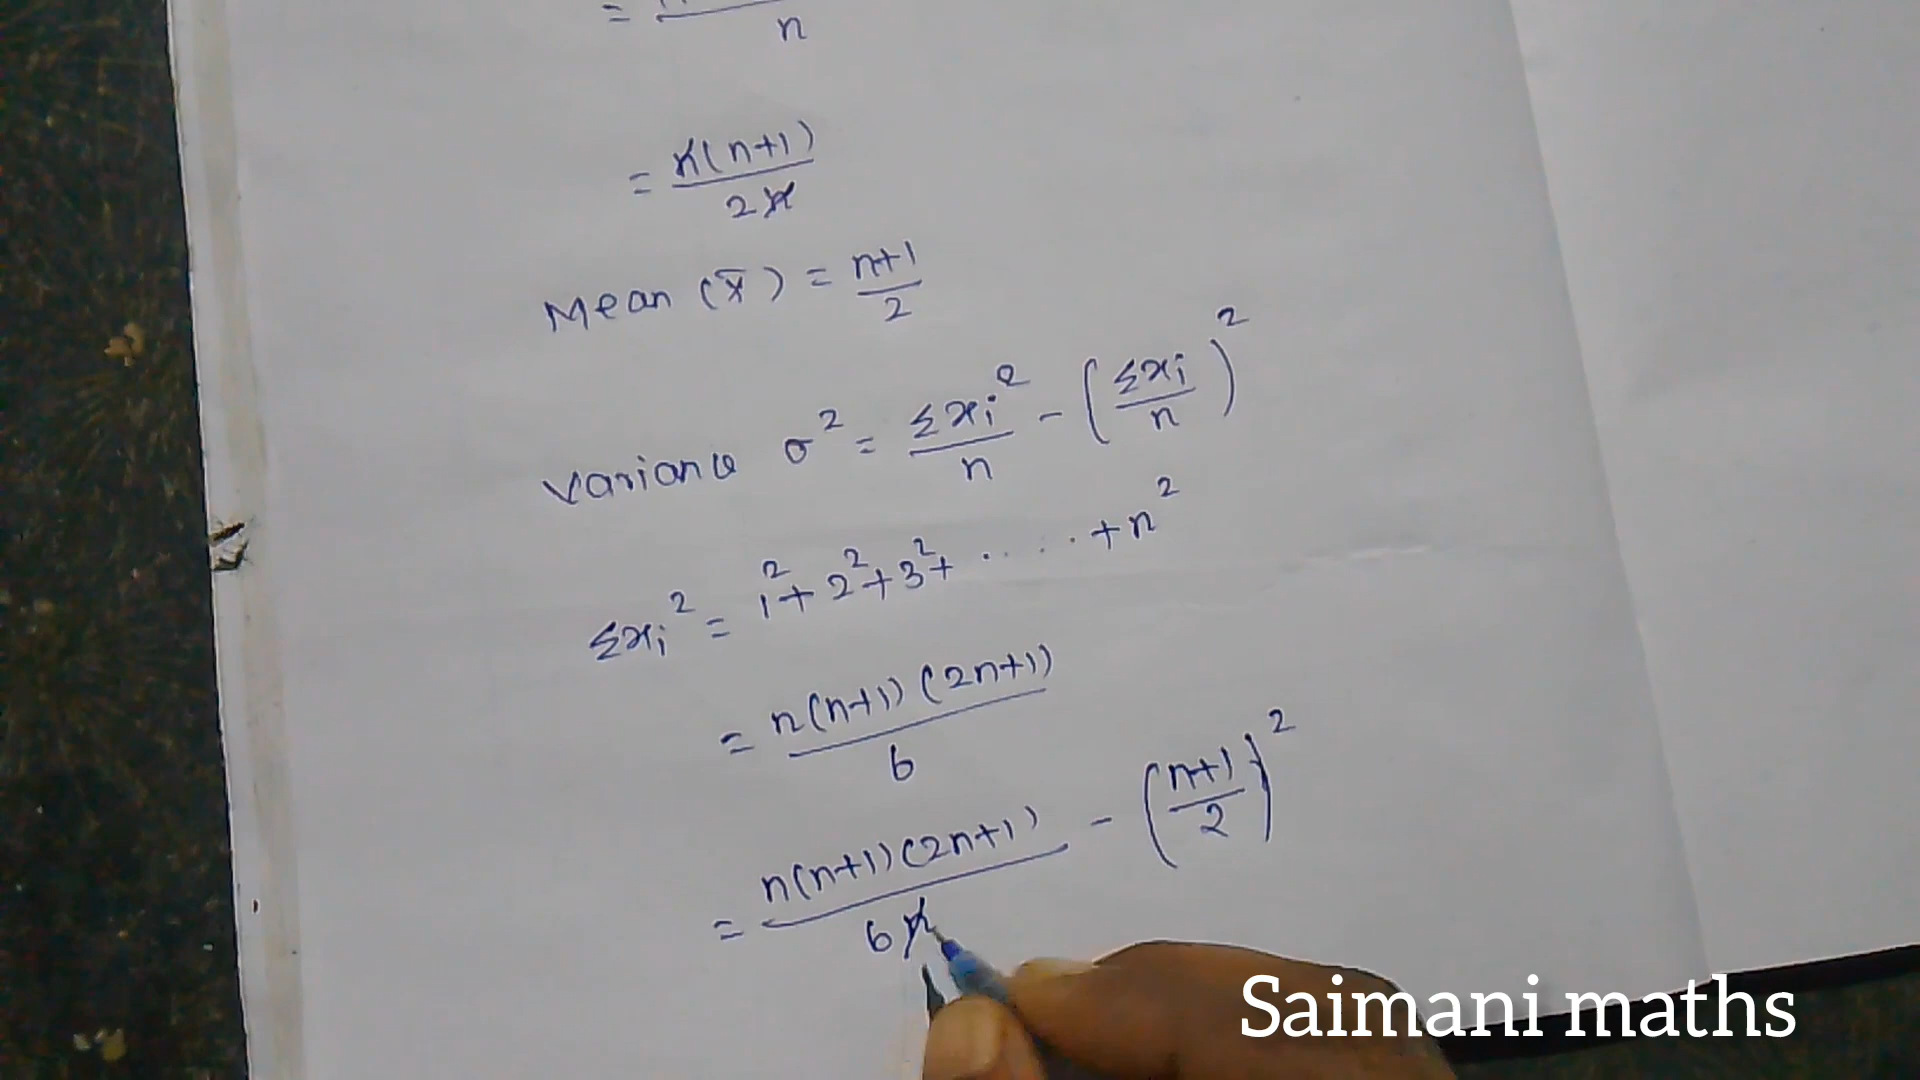 = n
= n(n+1) / 2n
Mean (x̄) = n+1 / 2
Variance σ² = Σxi² / n - (Σxi / n)²
Σxi² = 1² + 2² + 3² + ..... + n²
= n(n+1)(2n+1) / 6
= n(n+1)(2n+1) / 6n - (n+1 / 2)²
Saimani maths